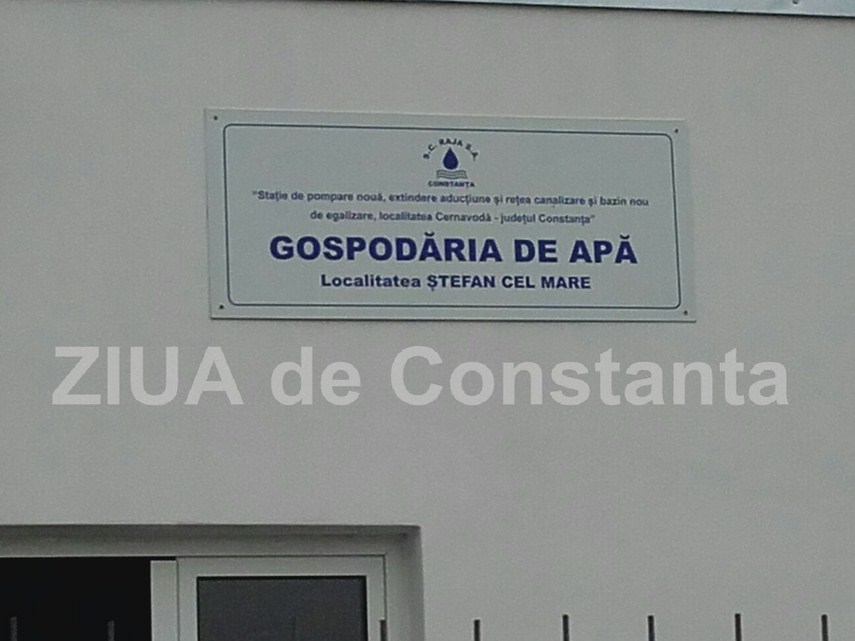 S.C. RAJA S.A.
CONSTANȚA
"Stație de pompare nouă, extindere aducțiune și rețea canalizare și bazin nou
de egalizare, localitatea Cernavodă - județul Constanța"
GOSPODĂRIA DE APĂ
Localitatea ȘTEFAN CEL MARE
ZIUA de Constanta